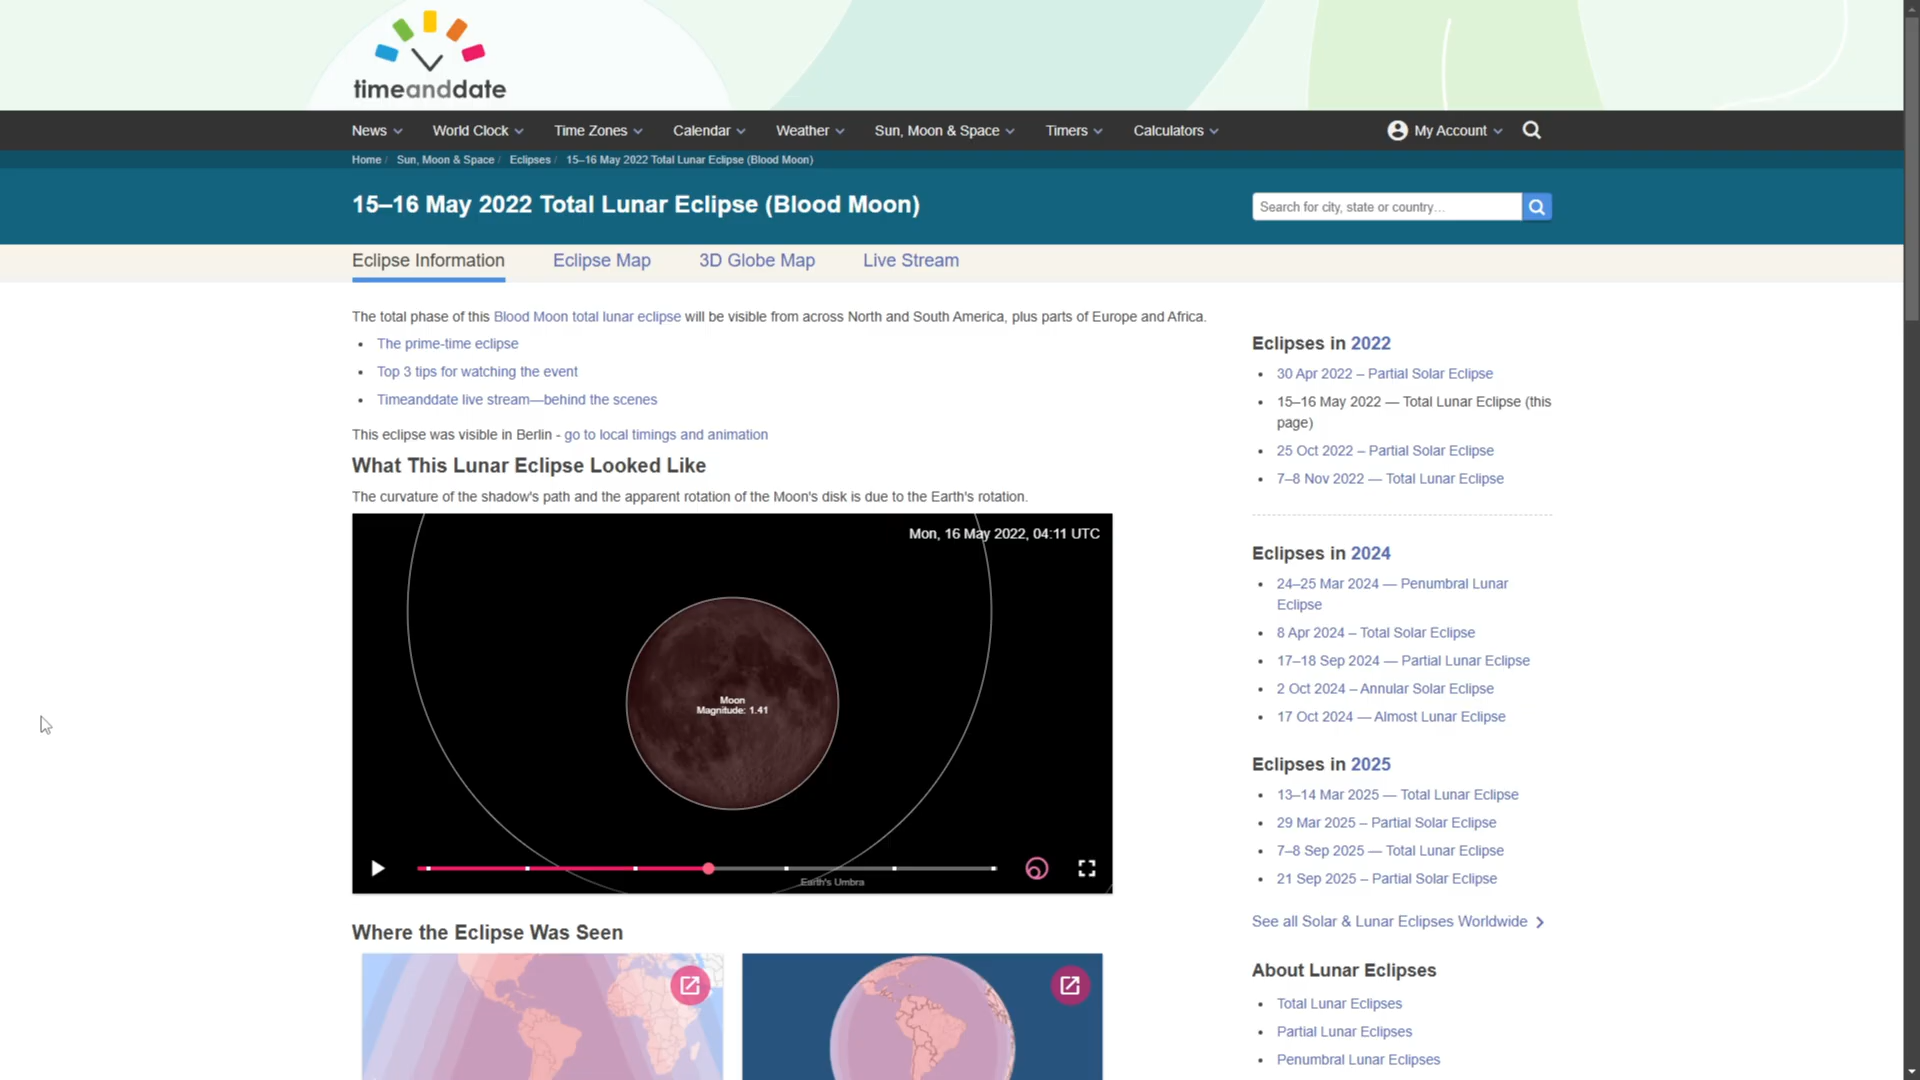 timeanddate
News
World Clock
Time Zones
Calendar
Weather
Sun, Moon & Space
Timers
Calculators
My Account
Home / Sun, Moon & Space / Eclipses / 15–16 May 2022 Total Lunar Eclipse (Blood Moon)
15–16 May 2022 Total Lunar Eclipse (Blood Moon)
Search for city, state or country…
Eclipse Information
Eclipse Map
3D Globe Map
Live Stream
The total phase of this Blood Moon total lunar eclipse will be visible from across North and South America, plus parts of Europe and Africa.
The prime-time eclipse
Top 3 tips for watching the event
Timeanddate live stream—behind the scenes
This eclipse was visible in Berlin - go to local timings and animation
What This Lunar Eclipse Looked Like
The curvature of the shadow's path and the apparent rotation of the Moon's disk is due to the Earth's rotation.
Mon, 16 May 2022, 04:11 UTC
Moon
Magnitude: 1.41
Earth's Umbra
Where the Eclipse Was Seen
Eclipses in 2022
30 Apr 2022 – Partial Solar Eclipse
15–16 May 2022 — Total Lunar Eclipse (this
page)
25 Oct 2022 – Partial Solar Eclipse
7–8 Nov 2022 — Total Lunar Eclipse
Eclipses in 2024
24–25 Mar 2024 — Penumbral Lunar
Eclipse
8 Apr 2024 – Total Solar Eclipse
17–18 Sep 2024 — Partial Lunar Eclipse
2 Oct 2024 – Annular Solar Eclipse
17 Oct 2024 — Almost Lunar Eclipse
Eclipses in 2025
13–14 Mar 2025 — Total Lunar Eclipse
29 Mar 2025 – Partial Solar Eclipse
7–8 Sep 2025 — Total Lunar Eclipse
21 Sep 2025 – Partial Solar Eclipse
See all Solar & Lunar Eclipses Worldwide
About Lunar Eclipses
Total Lunar Eclipses
Partial Lunar Eclipses
Penumbral Lunar Eclipses